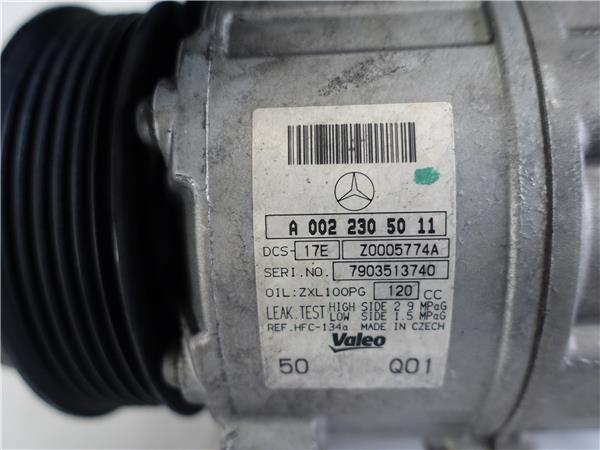 A 002 230 50 11
DCS- 17E Z0005774A
SERI.NO. 7903513740
OIL:ZXL100PG 120 CC
LEAK.TEST HIGH SIDE 2.9 MPaG
LOW SIDE 1.5 MPaG
REF.HFC-134a MADE IN CZECH
Valeo
50 Q01